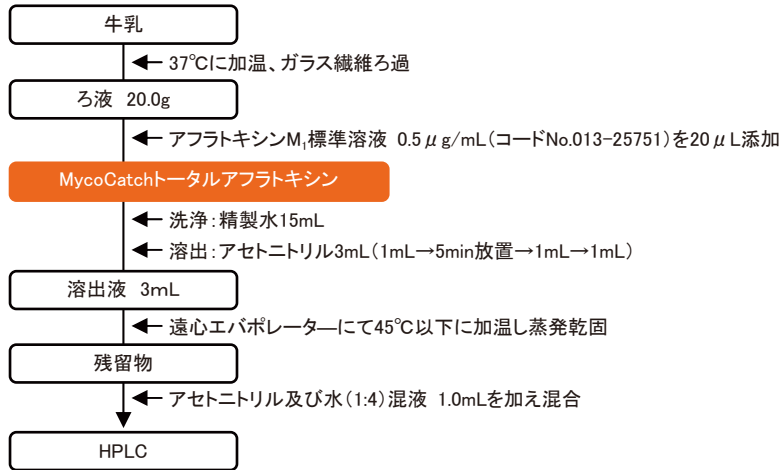 牛乳
37℃に加温、ガラス繊維ろ過
ろ液 20.0g
アフラトキシンM₁標準溶液 0.5μg/mL(コードNo.013-25751)を20μL添加
MycoCatchトータルアフラトキシン
洗浄:精製水15mL
溶出:アセトニトリル3mL(1mL→5min放置→1mL→1mL)
溶出液 3mL
遠心エバポレータ―にて45℃以下に加温し蒸発乾固
残留物
アセトニトリル及び水(1:4)混液 1.0mLを加え混合
HPLC